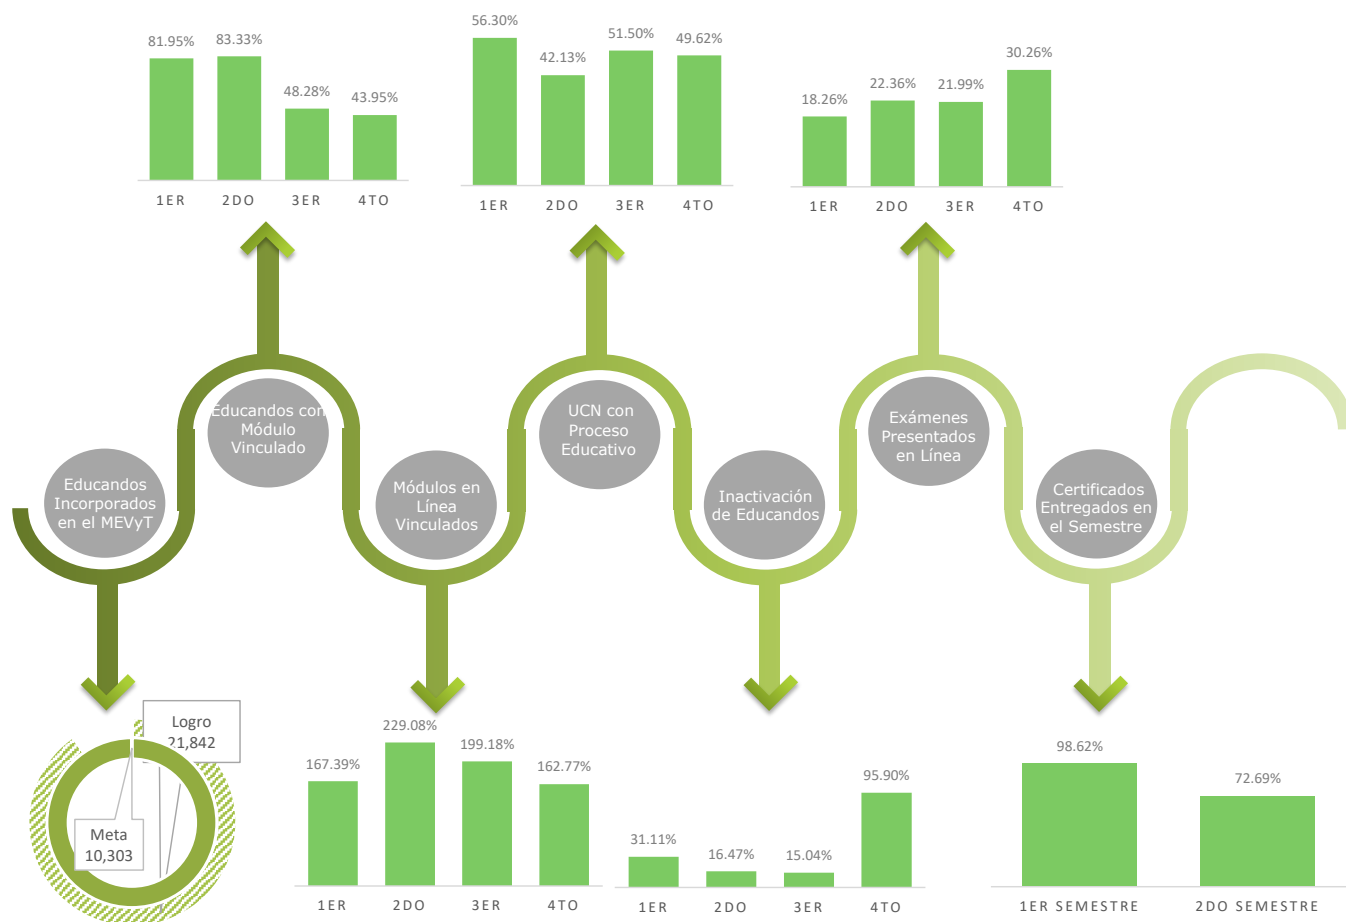 81.95%
83.33%
48.28%
43.95%
1ER
2DO
3ER
4TO
56.30%
42.13%
51.50%
49.62%
1ER
2DO
3ER
4TO
18.26%
22.36%
21.99%
30.26%
1ER
2DO
3ER
4TO
Educandos
Incorporados
en el MEVyT
Educandos con
Módulo
Vinculado
Módulos en
Línea
Vinculados
UCN con
Proceso
Educativo
Inactivación
de Educandos
Exámenes
Presentados
en Línea
Certificados
Entregados en
el Semestre
Logro
21,842
Meta
10,303
167.39%
229.08%
199.18%
162.77%
1ER
2DO
3ER
4TO
31.11%
16.47%
15.04%
95.90%
1ER
2DO
3ER
4TO
98.62%
72.69%
1ER SEMESTRE
2DO SEMESTRE